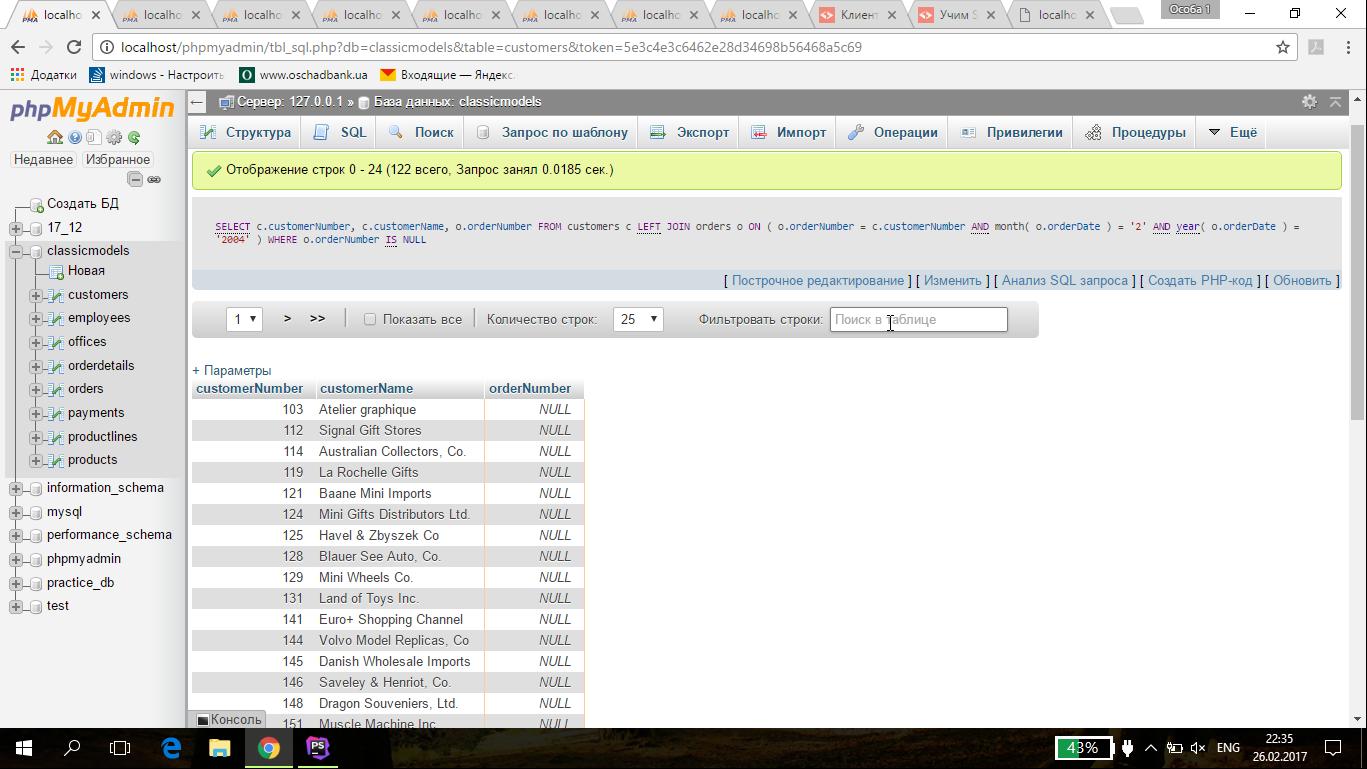 localho localho localho localho localho localho localho localho Клиент Учим S localho Особа 1
localhost/phpmyadmin/tbl_sql.php?db=classicmodels&table=customers&token=5e3c4e3c6462e28d34698b56468a5c69
Додатки windows - Настроить www.oschadbank.ua Входящие — Яндекс
phpMyAdmin
Недавнее Избранное
Создать БД
17_12
classicmodels
Новая
customers
employees
offices
orderdetails
orders
payments
productlines
products
information_schema
mysql
performance_schema
phpmyadmin
practice_db
test
Сервер: 127.0.0.1 » База данных: classicmodels
Структура SQL Поиск Запрос по шаблону Экспорт Импорт Операции Привилегии Процедуры Ещё
Отображение строк 0 - 24 (122 всего, Запрос занял 0.0185 сек.)
SELECT c.customerNumber, c.customerName, o.orderNumber FROM customers c LEFT JOIN orders o ON ( o.orderNumber = c.customerNumber AND month( o.orderDate ) = '2' AND year( o.orderDate ) =
'2004' ) WHERE o.orderNumber IS NULL
[ Построчное редактирование ] [ Изменить ] [ Анализ SQL запроса ] [ Создать PHP-код ] [ Обновить ]
1 > >> Показать все Количество строк: 25 Фильтровать строки: Поиск в таблице
+ Параметры
customerNumber customerName orderNumber
103 Atelier graphique NULL
112 Signal Gift Stores NULL
114 Australian Collectors, Co. NULL
119 La Rochelle Gifts NULL
121 Baane Mini Imports NULL
124 Mini Gifts Distributors Ltd. NULL
125 Havel & Zbyszek Co NULL
128 Blauer See Auto, Co. NULL
129 Mini Wheels Co. NULL
131 Land of Toys Inc. NULL
141 Euro+ Shopping Channel NULL
144 Volvo Model Replicas, Co NULL
145 Danish Wholesale Imports NULL
146 Saveley & Henriot, Co. NULL
148 Dragon Souveniers, Ltd. NULL
151 Muscle Machine Inc NULL
Консоль
43% ENG 22:35
26.02.2017